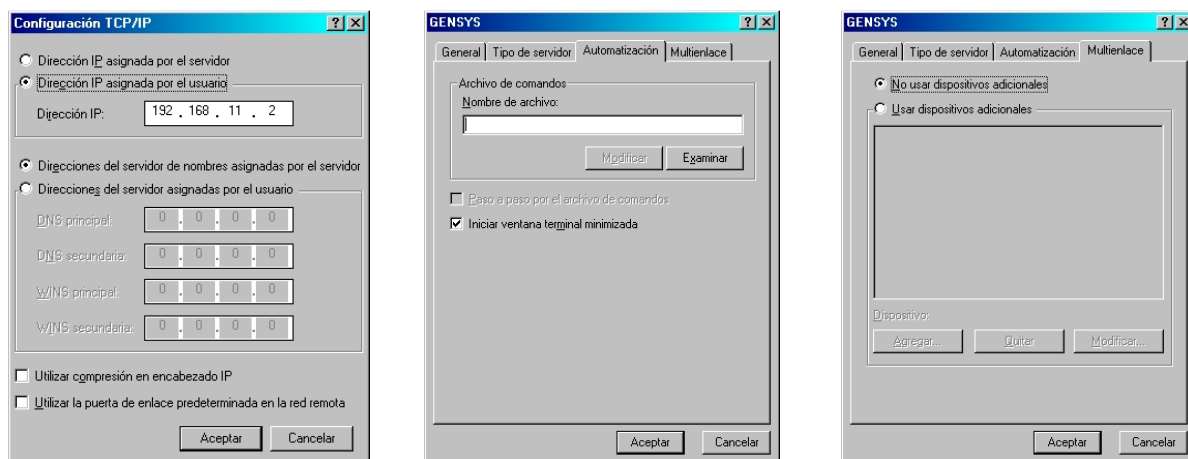 Configuración TCP/IP
Dirección IP asignada por el servidor
Dirección IP asignada por el usuario
Dirección IP: 192 . 168 . 11 . 2
Direcciones del servidor de nombres asignadas por el servidor
Direcciones del servidor asignadas por el usuario
DNS principal: 0 . 0 . 0 . 0
DNS secundaria: 0 . 0 . 0 . 0
WINS principal: 0 . 0 . 0 . 0
WINS secundaria: 0 . 0 . 0 . 0
Utilizar compresión en encabezado IP
Utilizar la puerta de enlace predeterminada en la red remota
Aceptar Cancelar
GENSYS
General Tipo de servidor Automatización Multienlace
Archivo de comandos
Nombre de archivo:
Modificar Examinar
Paso a paso por el archivo de comandos
Iniciar ventana terminal minimizada
Aceptar Cancelar
GENSYS
General Tipo de servidor Automatización Multienlace
No usar dispositivos adicionales
Usar dispositivos adicionales
Dispositivo:
Agregar... Quitar Modificar...
Aceptar Cancelar